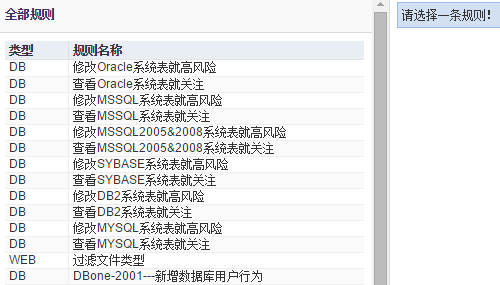 全部规则
请选择一条规则!
类型 规则名称
DB 修改Oracle系统表就高风险
DB 查看Oracle系统表就关注
DB 修改MSSQL系统表就高风险
DB 查看MSSQL系统表就关注
DB 修改MSSQL2005&2008系统表就高风险
DB 查看MSSQL2005&2008系统表就关注
DB 修改SYBASE系统表就高风险
DB 查看SYBASE系统表就关注
DB 修改DB2系统表就高风险
DB 查看DB2系统表就关注
DB 修改MYSQL系统表就高风险
DB 查看MYSQL系统表就关注
WEB 过滤文件类型
DB DBone-2001---新增数据库用户行为